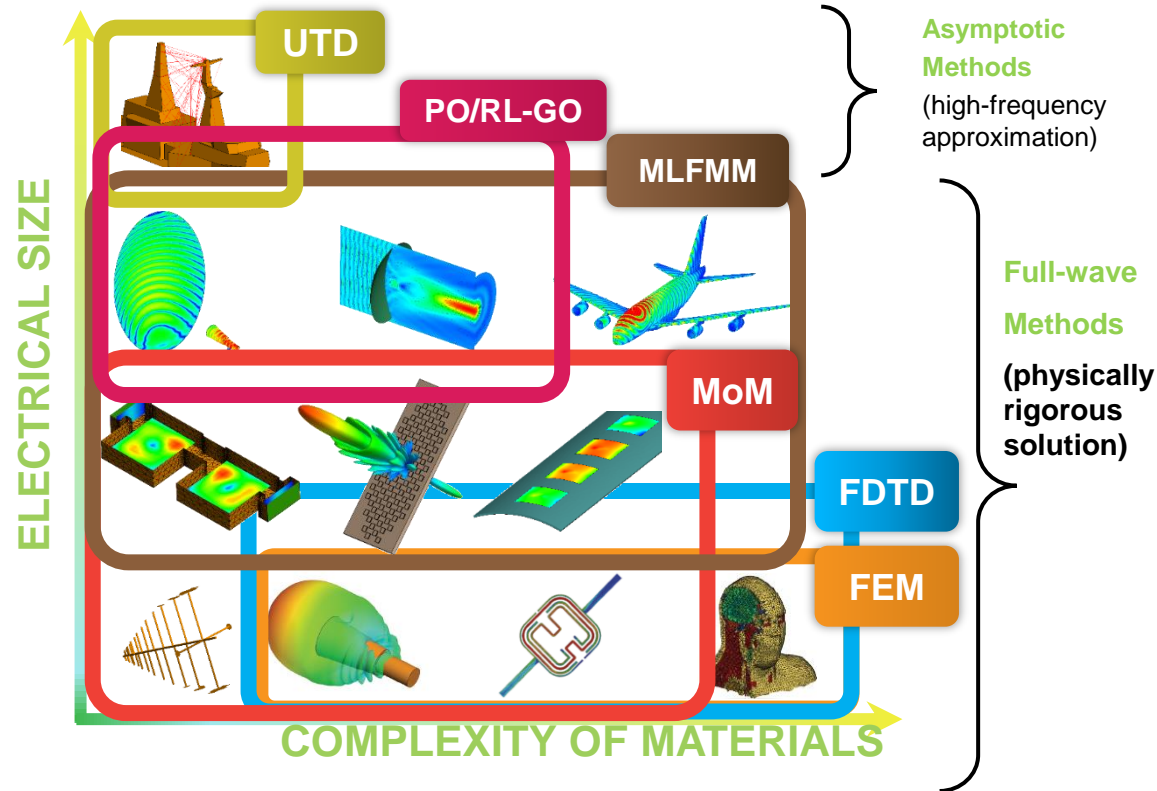 UTD
PO/RL-GO
MLFMM
MoM
FDTD
FEM
ELECTRICAL SIZE
COMPLEXITY OF MATERIALS
Asymptotic
Methods
(high-frequency
approximation)
Full-wave
Methods
(physically
rigorous
solution)